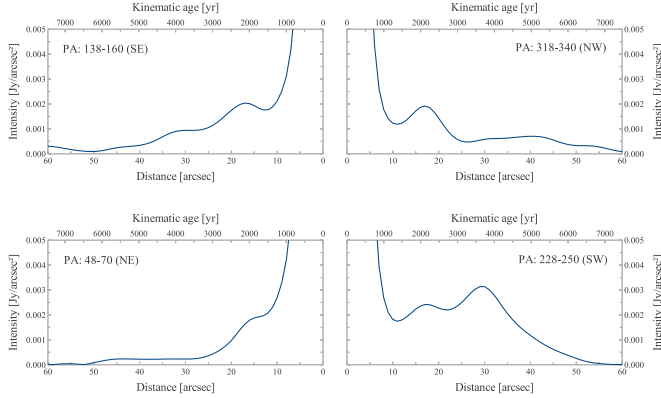 Kinematic age [yr]
7000 6000 5000 4000 3000 2000 1000 0
PA: 138-160 (SE)
Intensity [Jy/arcsec²]
0.005
0.004
0.003
0.002
0.001
0.000
60 50 40 30 20 10 0
Distance [arcsec]
Kinematic age [yr]
0 1000 2000 3000 4000 5000 6000 7000
PA: 318-340 (NW)
0.005
0.004
0.003
0.002
0.001
0.000
Intensity [Jy/arcsec²]
0 10 20 30 40 50 60
Distance [arcsec]
Kinematic age [yr]
7000 6000 5000 4000 3000 2000 1000 0
PA: 48-70 (NE)
Intensity [Jy/arcsec²]
0.005
0.004
0.003
0.002
0.001
0.000
60 50 40 30 20 10 0
Distance [arcsec]
Kinematic age [yr]
0 1000 2000 3000 4000 5000 6000 7000
PA: 228-250 (SW)
0.005
0.004
0.003
0.002
0.001
0.000
Intensity [Jy/arcsec²]
0 10 20 30 40 50 60
Distance [arcsec]